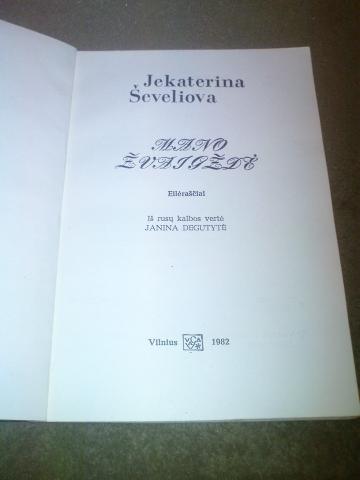 Jekaterina
Ševeliova
MANO
ŽVAIGŽDĖ
Eilėraščiai
Iš rusų kalbos vertė
JANINA DEGUTYTĖ
Vilnius 1982